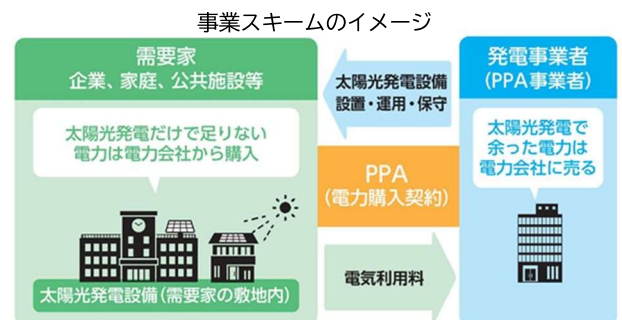 事業スキームのイメージ
需要家
企業、家庭、公共施設等
太陽光発電だけで足りない
電力は電力会社から購入
太陽光発電設備(需要家の敷地内)
太陽光発電設備
設置・運用・保守
PPA
(電力購入契約)
電気利用料
発電事業者
(PPA事業者)
太陽光発電で
余った電力は
電力会社に売る